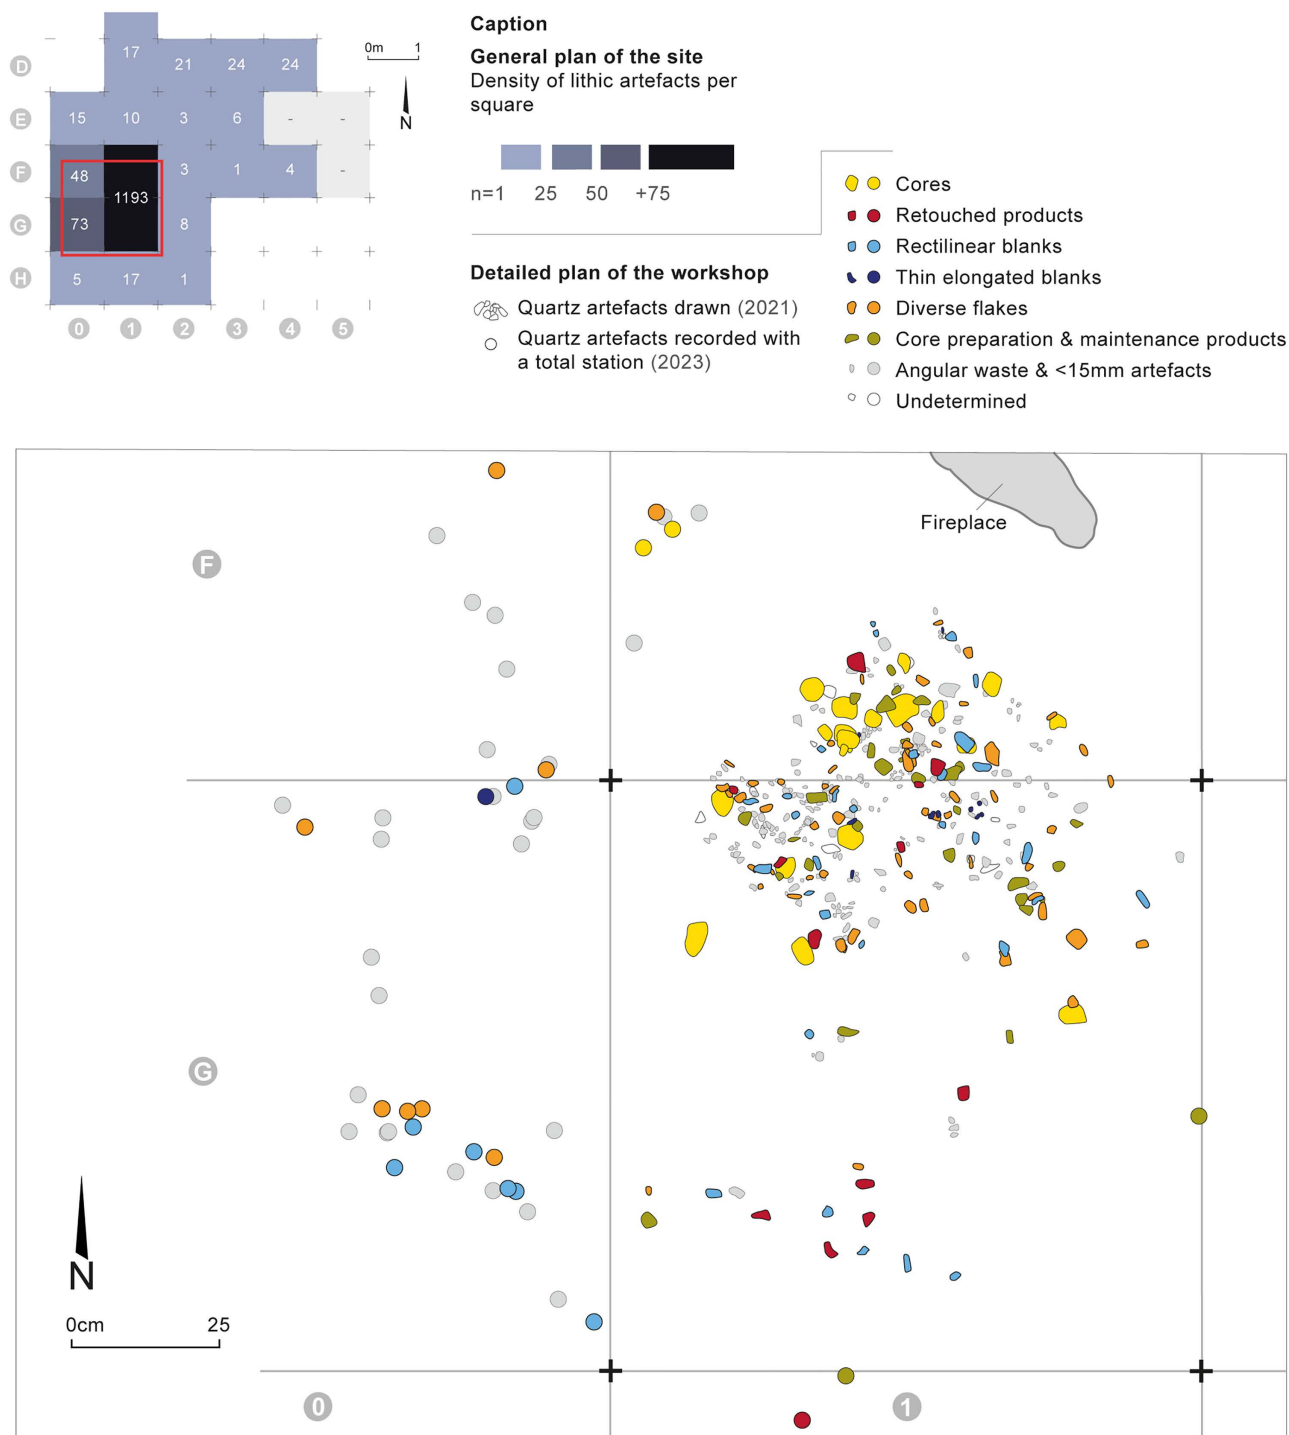 D
E
F
G
H
17
21
24
24
15
10
3
6
-
-
48
1193
3
1
4
-
73
8
5
17
1
0
1
2
3
4
5
0m 1
N
Caption
General plan of the site
Density of lithic artefacts per
square
n=1 25 50 +75
Detailed plan of the workshop
Quartz artefacts drawn (2021)
Quartz artefacts recorded with
a total station (2023)
Cores
Retouched products
Rectilinear blanks
Thin elongated blanks
Diverse flakes
Core preparation & maintenance products
Angular waste & <15mm artefacts
Undetermined
Fireplace
F
G
N
0cm 25
0
1